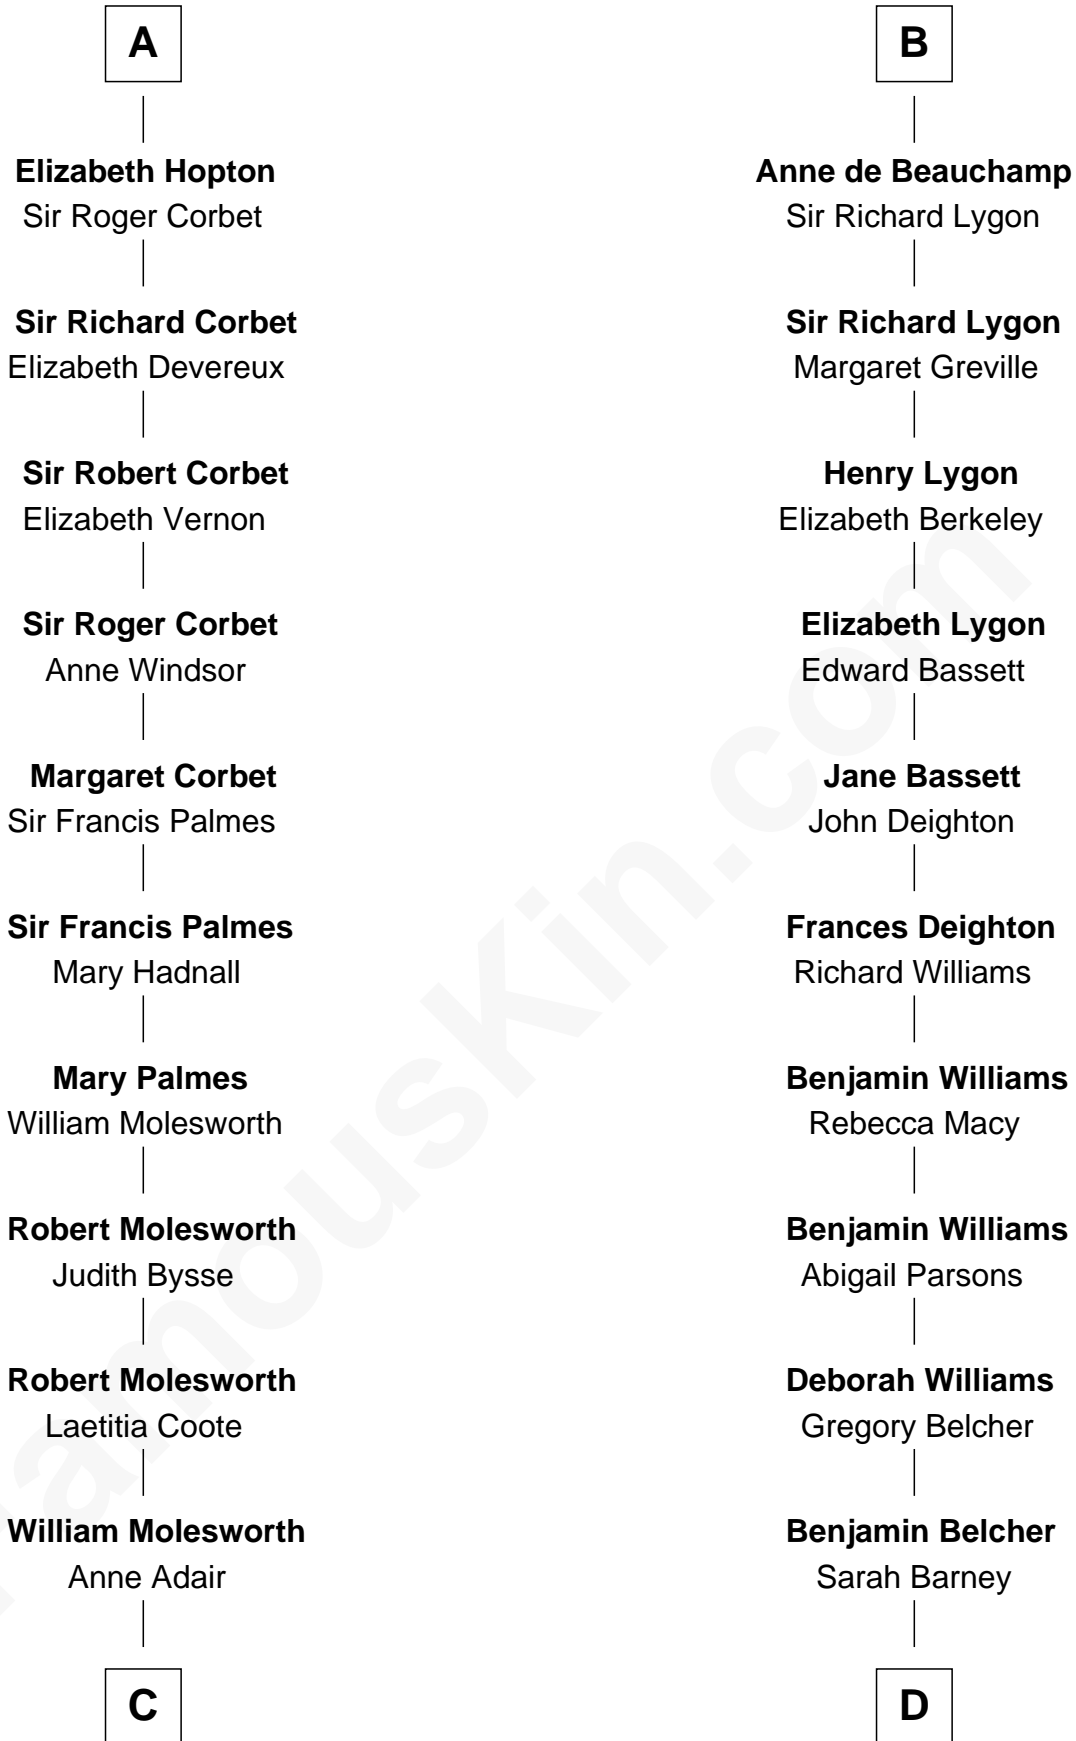 A
Elizabeth Hopton
Sir Roger Corbet
Sir Richard Corbet
Elizabeth Devereux
Sir Robert Corbet
Elizabeth Vernon
Sir Roger Corbet
Anne Windsor
Margaret Corbet
Sir Francis Palmes
Sir Francis Palmes
Mary Hadnall
Mary Palmes
William Molesworth
Robert Molesworth
Judith Bysse
Robert Molesworth
Laetitia Coote
William Molesworth
Anne Adair
C
B
Anne de Beauchamp
Sir Richard Lygon
Sir Richard Lygon
Margaret Greville
Henry Lygon
Elizabeth Berkeley
Elizabeth Lygon
Edward Bassett
Jane Bassett
John Deighton
Frances Deighton
Richard Williams
Benjamin Williams
Rebecca Macy
Benjamin Williams
Abigail Parsons
Deborah Williams
Gregory Belcher
Benjamin Belcher
Sarah Barney
D
FamousKin.com